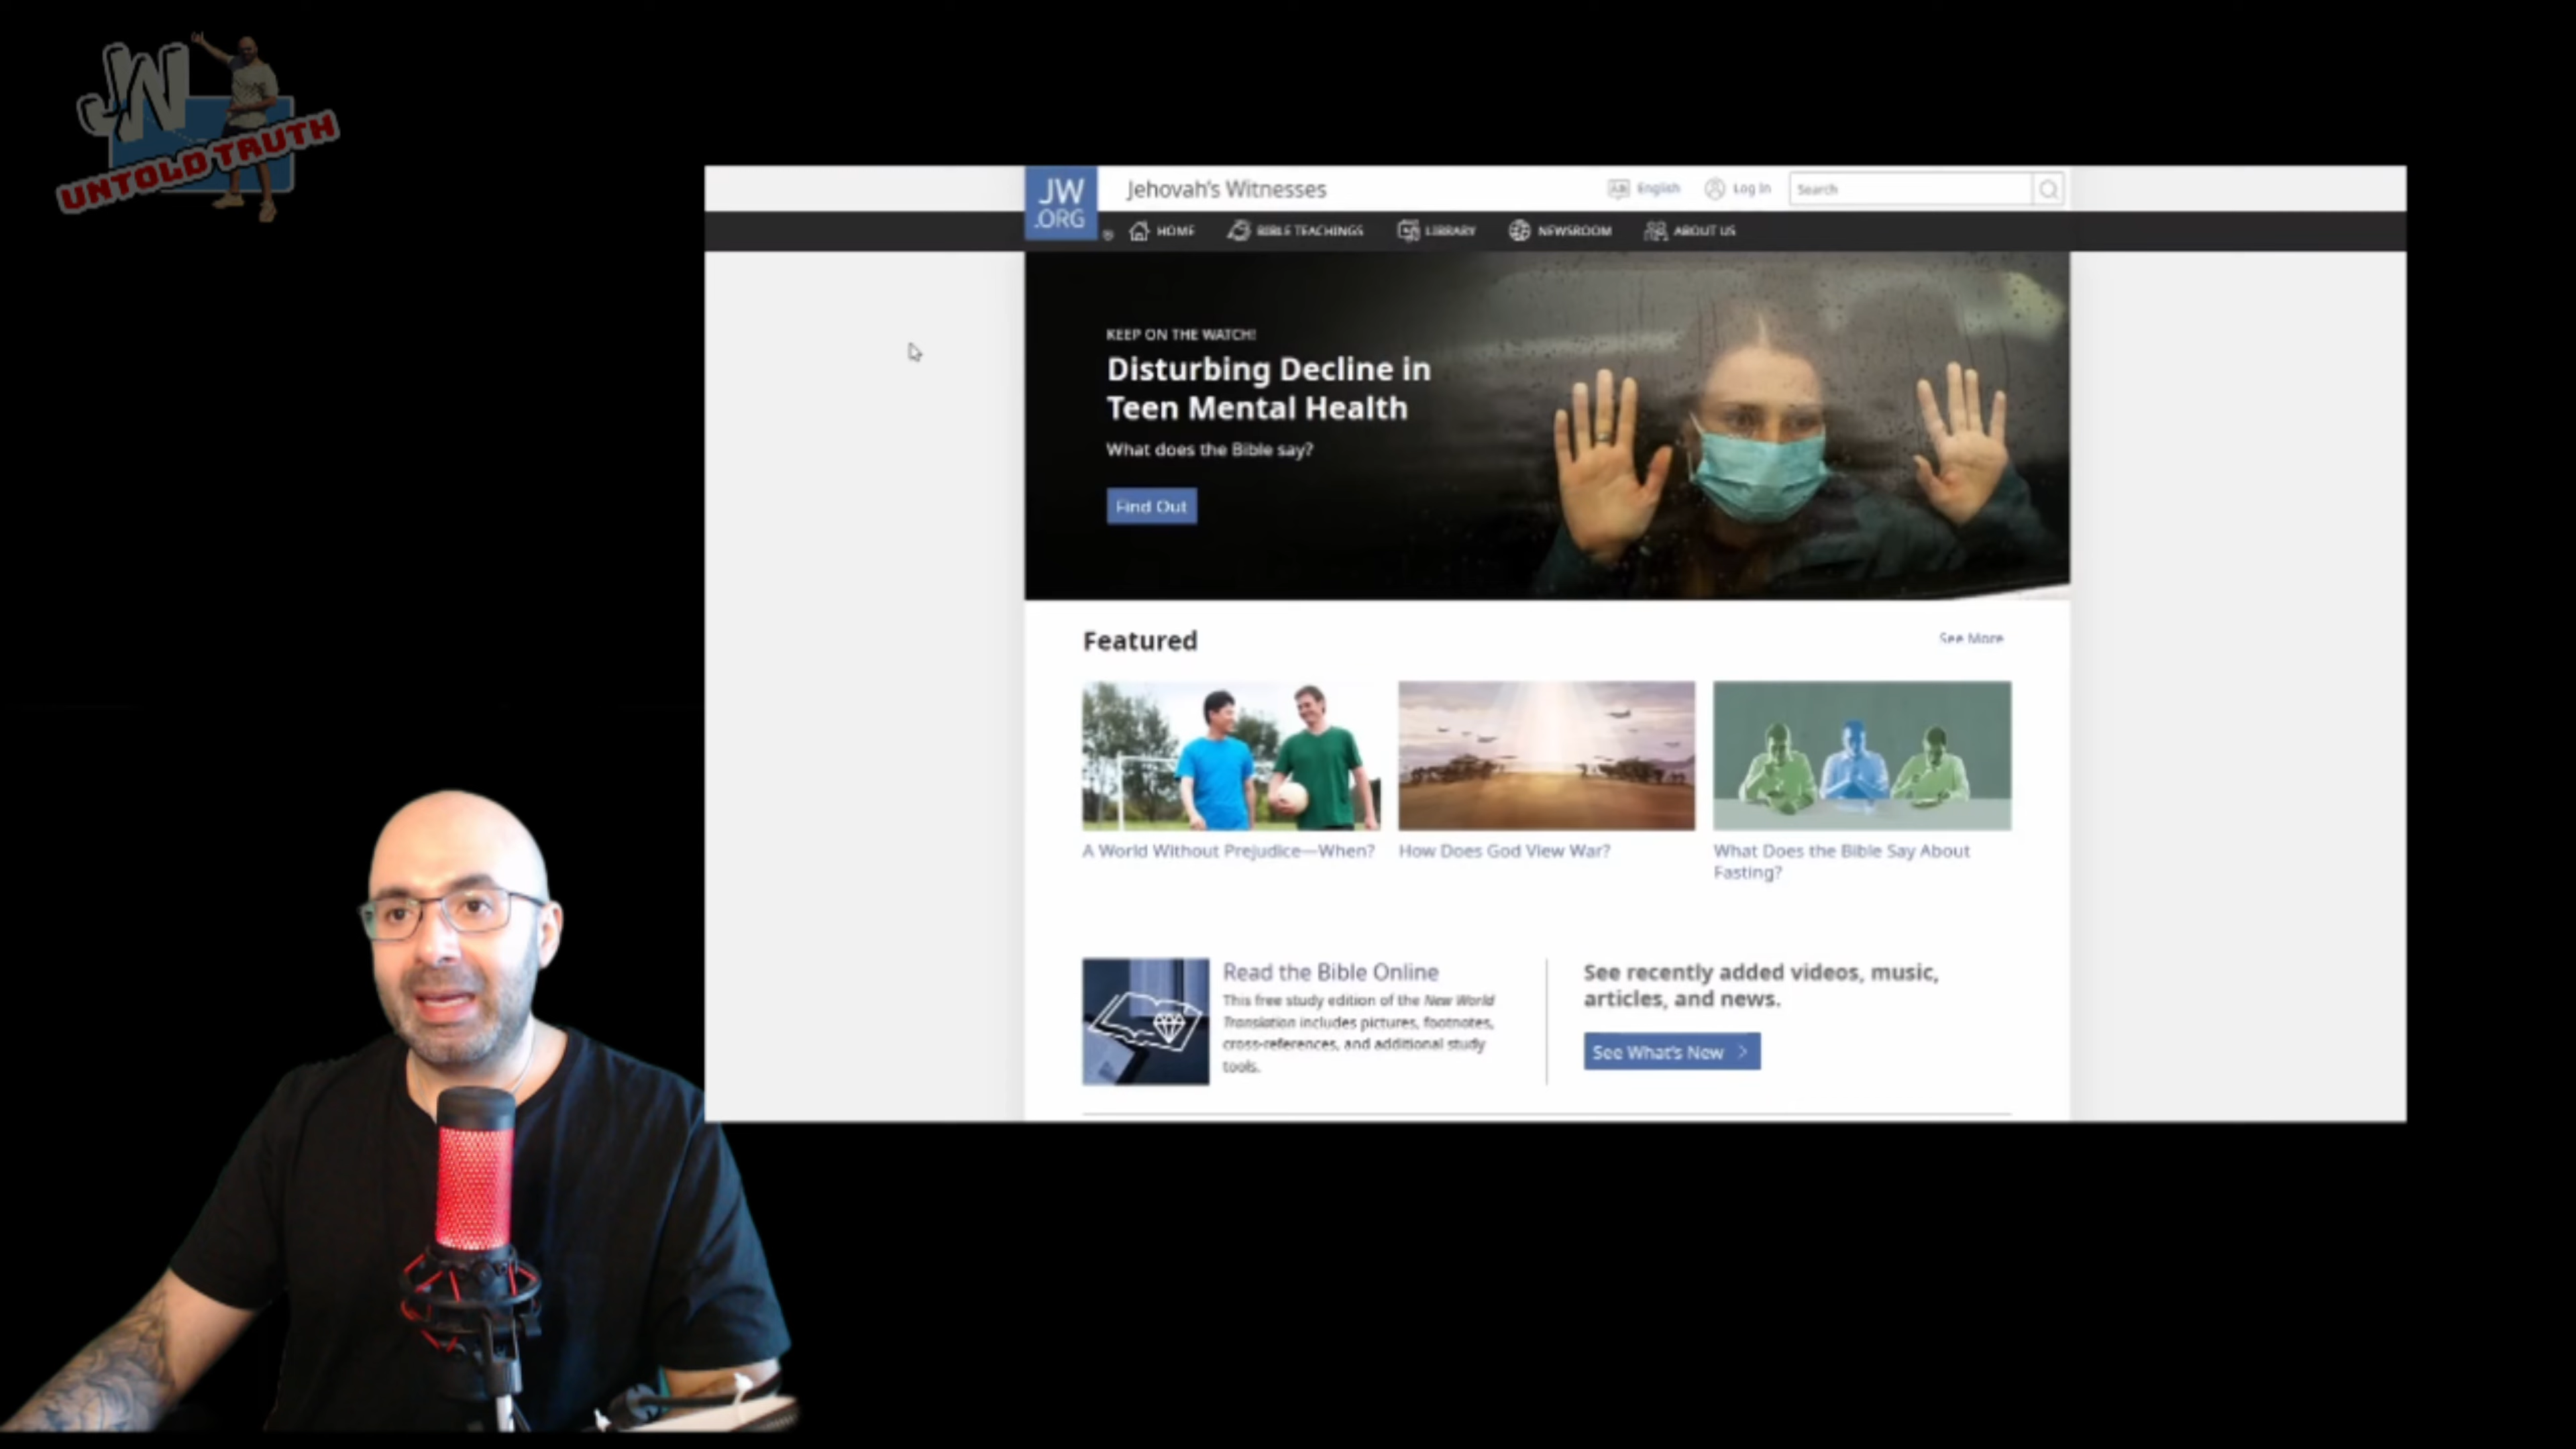 JW
UNTOLD TRUTH
JW
.ORG
Jehovah's Witnesses
English
Log In
Search
HOME
BIBLE TEACHINGS
LIBRARY
NEWSROOM
ABOUT US
KEEP ON THE WATCH!
Disturbing Decline in
Teen Mental Health
What does the Bible say?
Find Out
Featured
See More
A World Without Prejudice—When?
How Does God View War?
What Does the Bible Say About
Fasting?
Read the Bible Online
This free study edition of the New World
Translation includes pictures, footnotes,
cross-references, and additional study
tools.
See recently added videos, music,
articles, and news.
See What's New